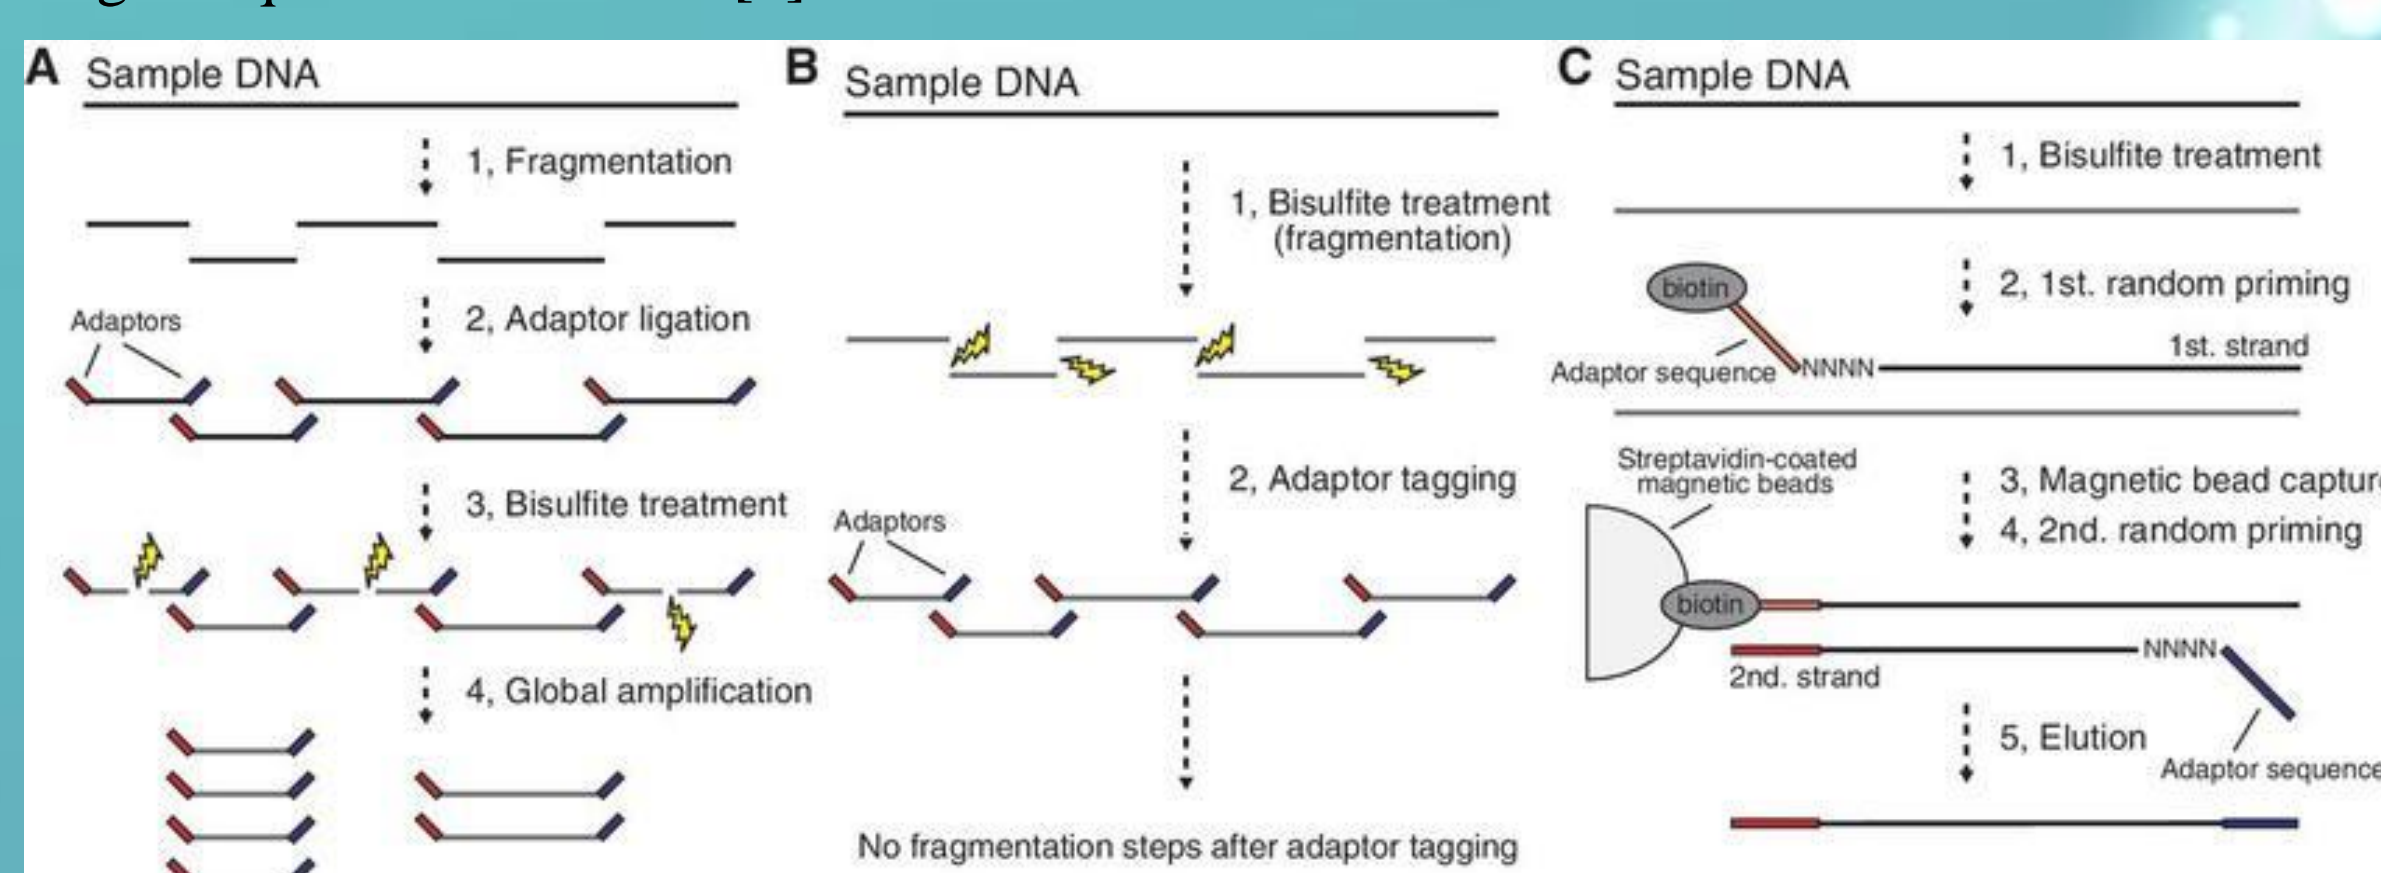 A Sample DNA
1, Fragmentation
Adaptors
2, Adaptor ligation
3, Bisulfite treatment
4, Global amplification
B Sample DNA
1, Bisulfite treatment
(fragmentation)
2, Adaptor tagging
Adaptors
No fragmentation steps after adaptor tagging
C Sample DNA
1, Bisulfite treatment
biotin
2, 1st. random priming
1st. strand
Adaptor sequence
NNNN
Streptavidin-coated
magnetic beads
3, Magnetic bead captur
4, 2nd. random priming
biotin
NNNN
2nd. strand
5, Elution
Adaptor sequence